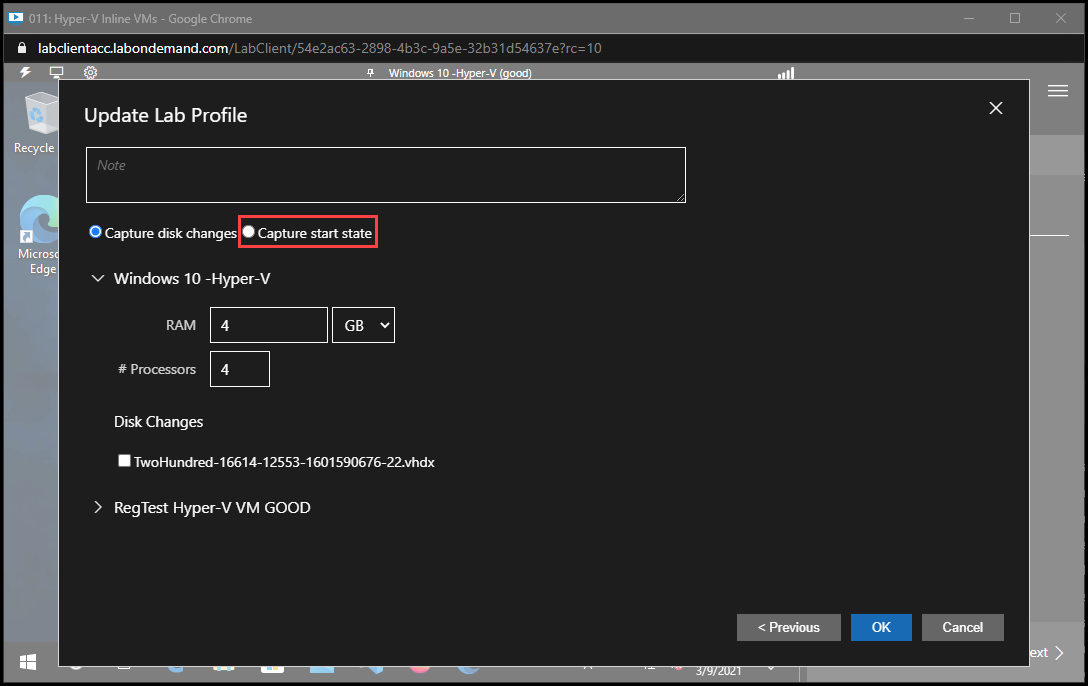 011: Hyper-V Inline VMs - Google Chrome
labclientacc.labondemand.com/LabClient/54e2ac63-2898-4b3c-9a5e-32b31d54637e?rc=10
Windows 10 -Hyper-V (good)
Recycle
Edge
Update Lab Profile
Note
Capture disk changes Capture start state
Windows 10 -Hyper-V
RAM 4 GB
# Processors 4
Disk Changes
TwoHundred-16614-12553-1601590676-22.vhdx
RegTest Hyper-V VM GOOD
< Previous OK Cancel
3/9/2021